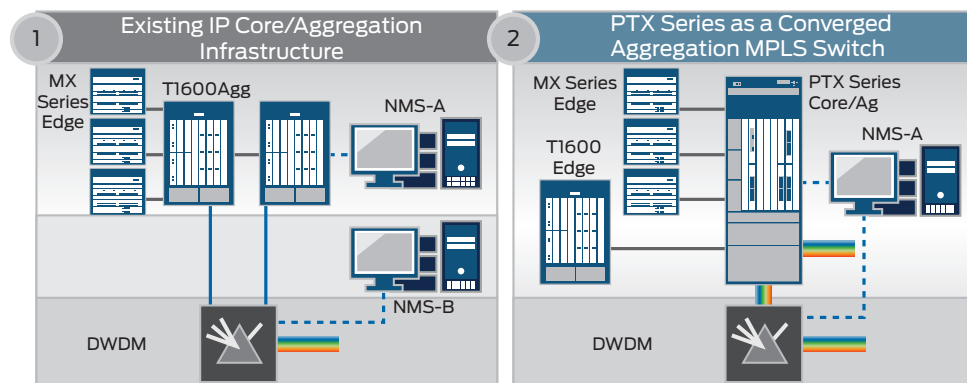 1
Existing IP Core/Aggregation
Infrastructure
MX
Series
Edge
T1600Agg
NMS-A
NMS-B
DWDM
2
PTX Series as a Converged
Aggregation MPLS Switch
MX Series
Edge
T1600
Edge
PTX Series
Core/Ag
NMS-A
DWDM